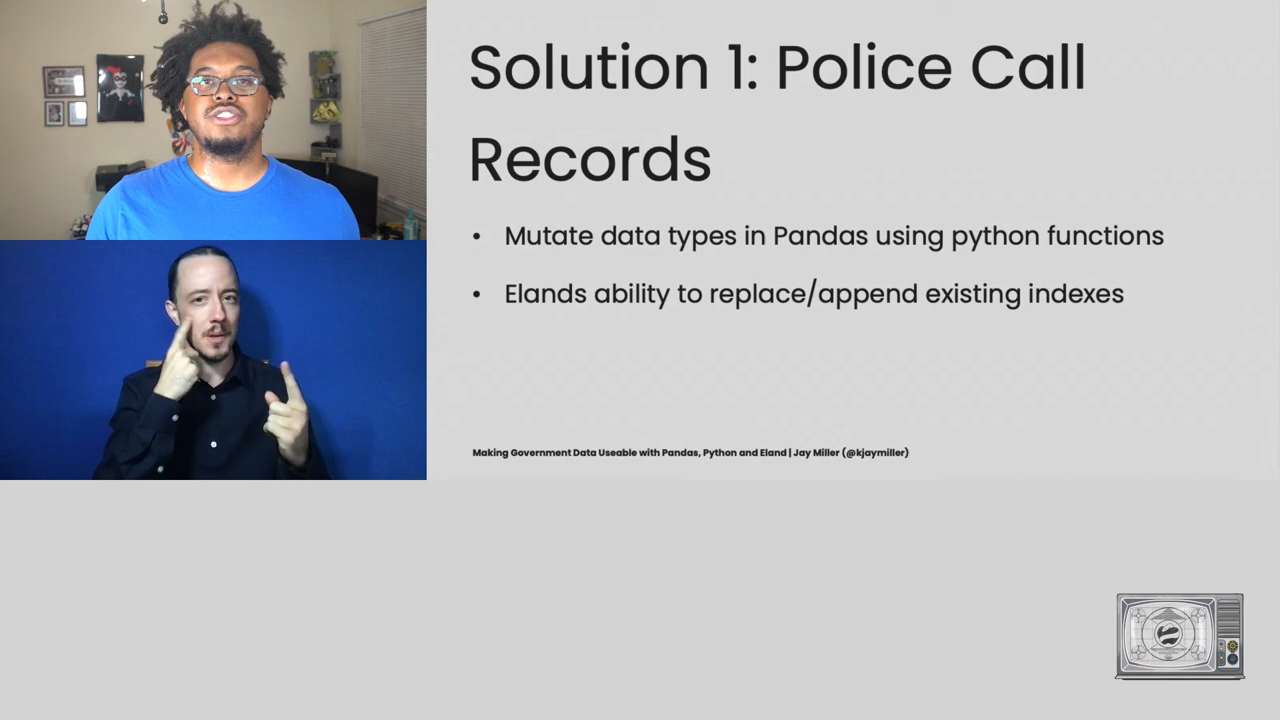 Solution 1: Police Call
Records
• Mutate data types in Pandas using python functions
• Elands ability to replace/append existing indexes
Making Government Data Useable with Pandas, Python and Eland | Jay Miller (@kjaymiller)